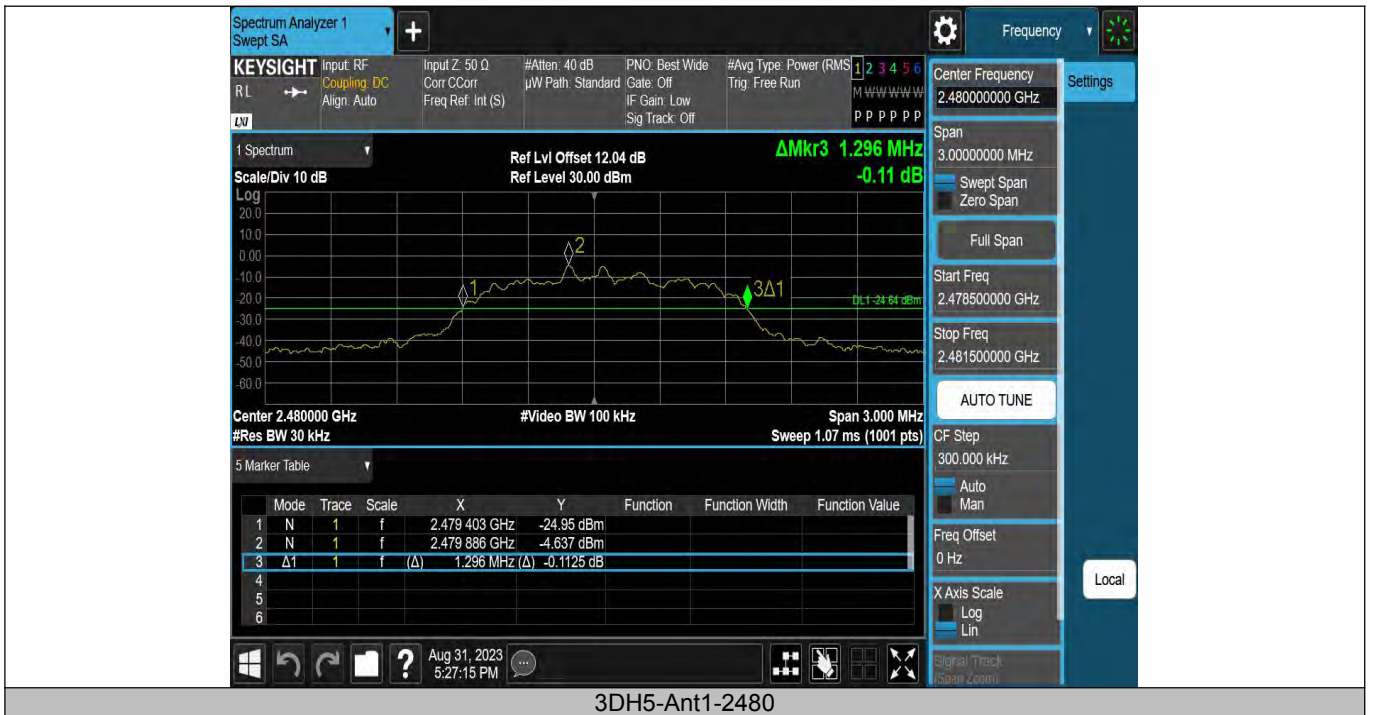 Spectrum Analyzer 1
Swept SA
+
Frequency
KEYSIGHT
RL
LXI
Input: RF
Coupling: DC
Align: Auto
Input Z: 50 Ω
Corr CCorr
Freq Ref: Int (S)
#Atten: 40 dB
µW Path: Standard
PNO: Best Wide
Gate: Off
IF Gain: Low
Sig Track: Off
#Avg Type: Power (RMS
Trig: Free Run
1 2 3 4 5 6
M W W W W W
P P P P P P
1 Spectrum
Scale/Div 10 dB
Ref Lvl Offset 12.04 dB
Ref Level 30.00 dBm
ΔMkr3 1.296 MHz
-0.11 dB
Log
20.0
10.0
0.00
-10.0
-20.0
-30.0
-40.0
-50.0
-60.0
1
2
3Δ1
DL1 -24.64 dBm
Center 2.480000 GHz
#Video BW 100 kHz
Span 3.000 MHz
#Res BW 30 kHz
Sweep 1.07 ms (1001 pts)
5 Marker Table
Mode Trace Scale X Y Function Function Width Function Value
1 N 1 f 2.479 403 GHz -24.95 dBm
2 N 1 f 2.479 886 GHz -4.637 dBm
3 Δ1 1 f (Δ) 1.296 MHz (Δ) -0.1125 dB
4
5
6
?
Aug 31, 2023
5:27:15 PM
Center Frequency
2.480000000 GHz
Settings
Span
3.00000000 MHz
Swept Span
Zero Span
Full Span
Start Freq
2.478500000 GHz
Stop Freq
2.481500000 GHz
AUTO TUNE
CF Step
300.000 kHz
Auto
Man
Freq Offset
0 Hz
X Axis Scale
Log
Lin
Signal Track
(Span Zoom)
Local
3DH5-Ant1-2480